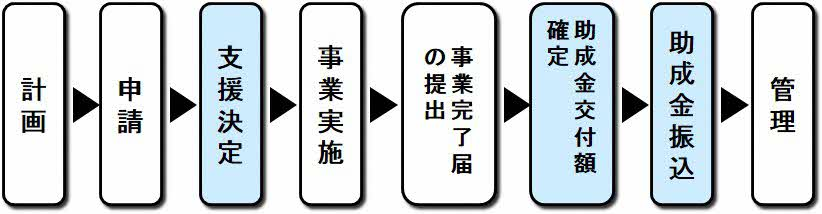 計画
申請
支援決定
事業実施
事業完了届
の提出
助成金交付額
確定
助成金振込
管理